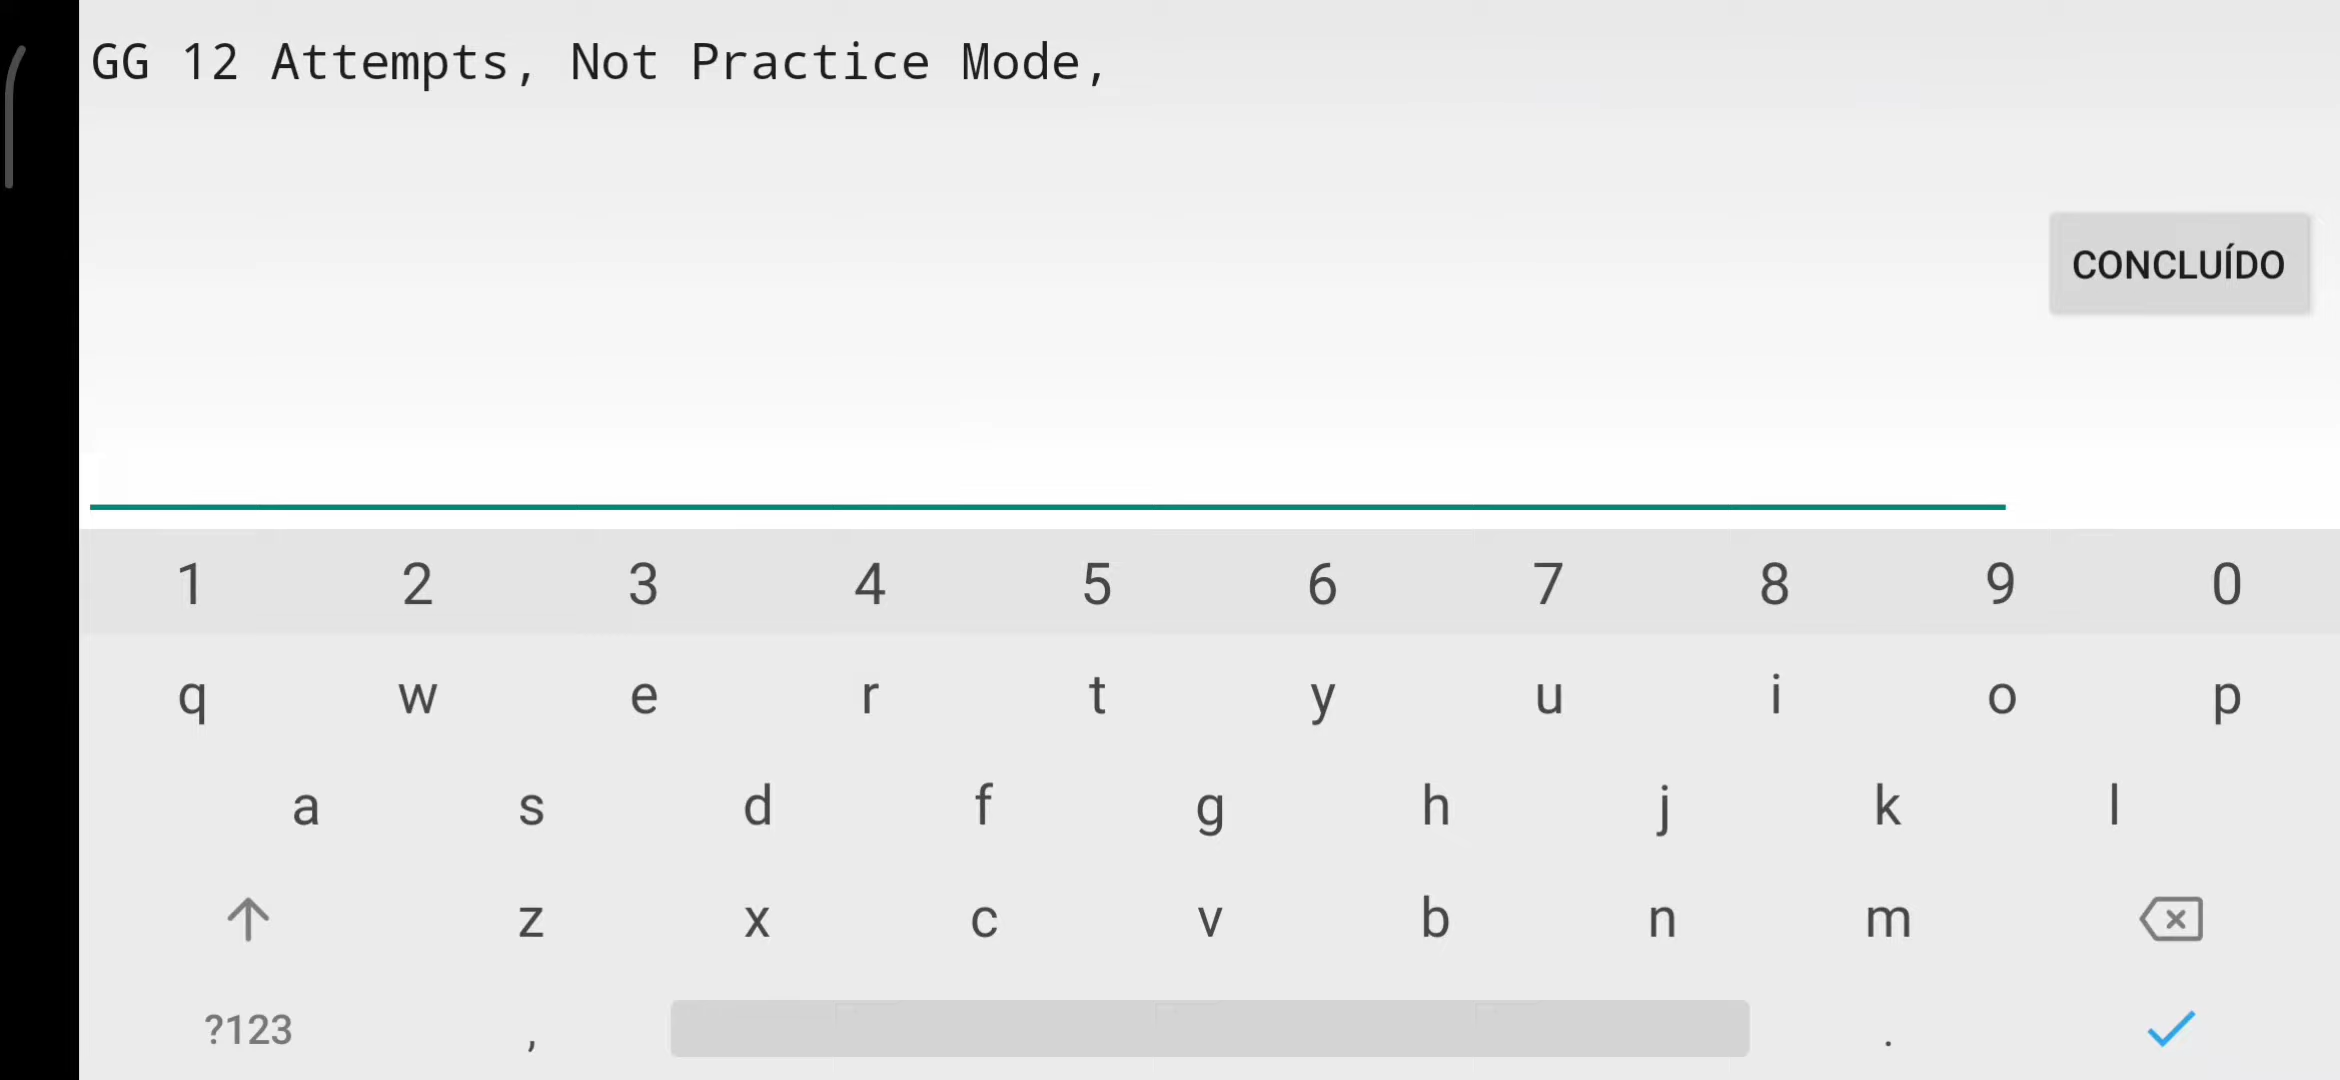 GG 12 Attempts, Not Practice Mode,
CONCLUÍDO
1 2 3 4 5 6 7 8 9 0
q w e r t y u i o p
a s d f g h j k l
z x c v b n m
?123 , .